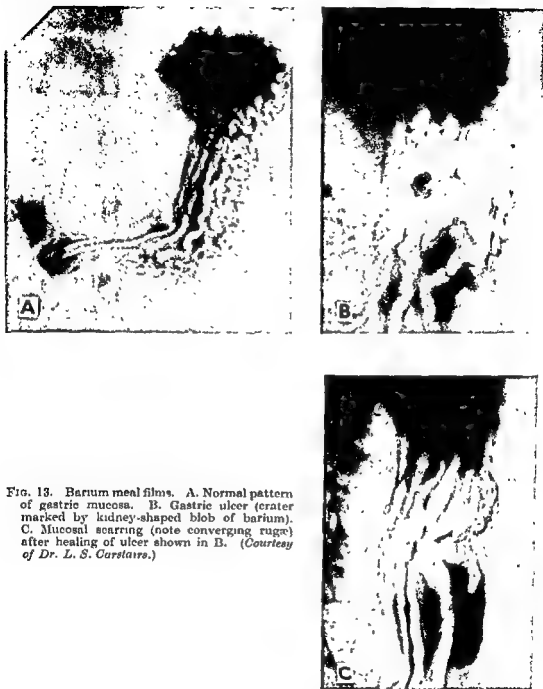 A
B
FIG. 13. Barium meal films. A. Normal pattern
of gastric mucosa. B. Gastric ulcer (crater
marked by kidney-shaped blob of barium).
C. Mucosal scarring (note converging rugæ)
after healing of ulcer shown in B. (Courtesy
of Dr. L. S. Carstairs.)
C